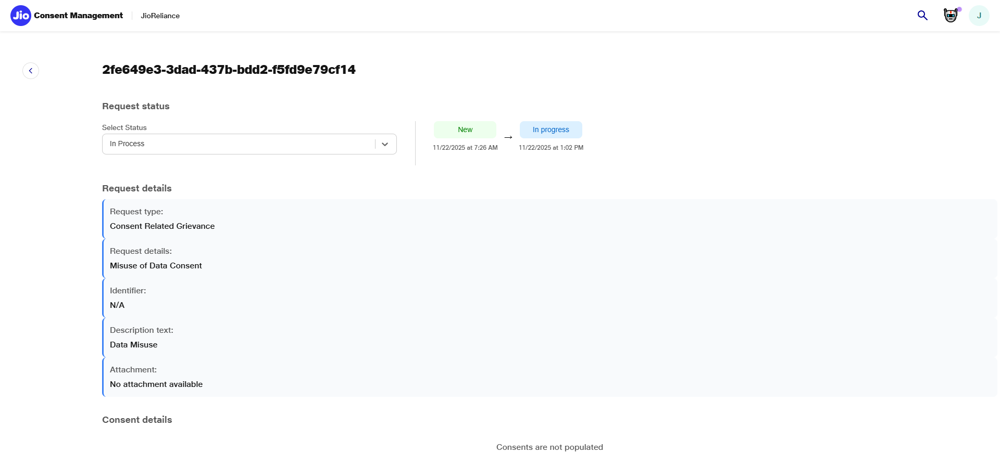 Jio Consent Management JioReliance J
2fe649e3-3dad-437b-bdd2-f5fd9e79cf14
Request status
Select Status
In Process
New → In progress
11/22/2025 at 7:26 AM 11/22/2025 at 1:02 PM
Request details
Request type:
Consent Related Grievance
Request details:
Misuse of Data Consent
Identifier:
N/A
Description text:
Data Misuse
Attachment:
No attachment available
Consent details
Consents are not populated